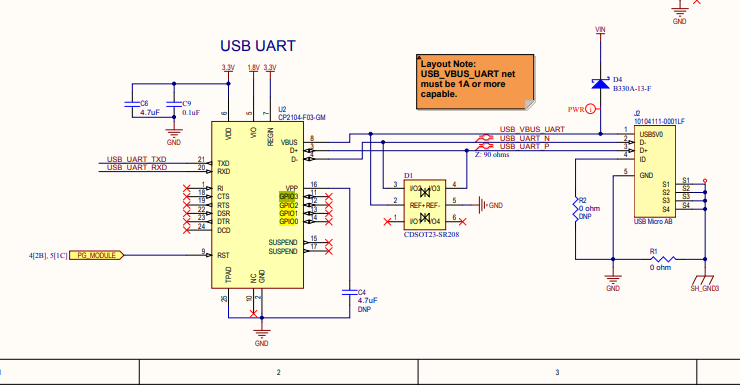 GND
USB UART
VIN
Layout Note:
USB_VBUS_UART net
must be 1A or more
capable.
3.3V 1.8V 3.3V
D4
B330A-13-F
PWR
C6
4.7uF
C9
0.1uF
GND
U2
CP2104-F03-GM
J2
10104111-0001LF
6 5 7
VDD VIO REGIN
VBUS 8
D+
D-
USB_VBUS_UART
USB_UART_N
USB_UART_P
Z: 90 ohms
1 USB5V0
2 D-
3 D+
4 ID
5 GND
USB_UART_TXD 21 TXD
USB_UART_RXD 20 RXD
1 RI
18 CTS
19 RTS
22 DSR
23 DTR
24 DCD
VPP 16
GPIO3 11
GPIO2
GPIO1
GPIO0
SUSPEND 15
SUSPEND 17
D1
3 I/O2 I/O3 4
2 REF+ REF- 5
1 I/O1 I/O4 6
CDSOT23-SR208
GND
S1 S1
S2 S2
S3 S3
S4 S4
USB Micro AB
R2
0 ohm
DNP
R1
0 ohm
4[2B], 5[1C] PG_MODULE 9 RST
TPAD NC GND
25 10 2
C4
4.7uF
DNP
GND
GND
SH_GND3
2 3